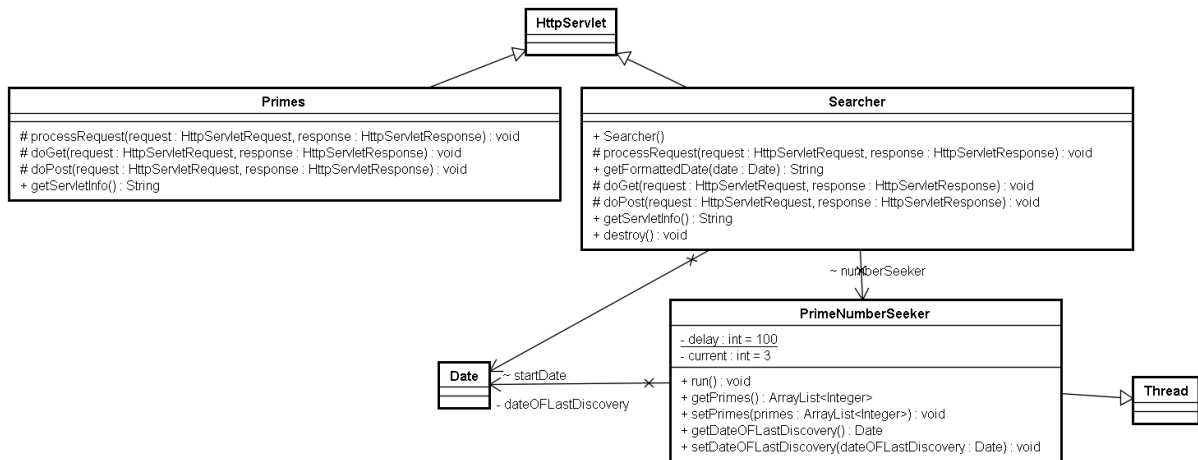 HttpServlet
Primes
# processRequest(request : HttpServletRequest, response : HttpServletResponse) : void
# doGet(request : HttpServletRequest, response : HttpServletResponse) : void
# doPost(request : HttpServletRequest, response : HttpServletResponse) : void
+ getServletInfo() : String
Searcher
+ Searcher()
# processRequest(request : HttpServletRequest, response : HttpServletResponse) : void
+ getFormattedDate(date : Date) : String
# doGet(request : HttpServletRequest, response : HttpServletResponse) : void
# doPost(request : HttpServletRequest, response : HttpServletResponse) : void
+ getServletInfo() : String
+ destroy() : void
~ numberSeeker
PrimeNumberSeeker
- delay : int = 100
- current : int = 3
+ run() : void
+ getPrimes() : ArrayList<Integer>
+ setPrimes(primes : ArrayList<Integer>) : void
+ getDateOFLastDiscovery() : Date
+ setDateOFLastDiscovery(dateOFLastDiscovery : Date) : void
Date
~ startDate
- dateOFLastDiscovery
Thread